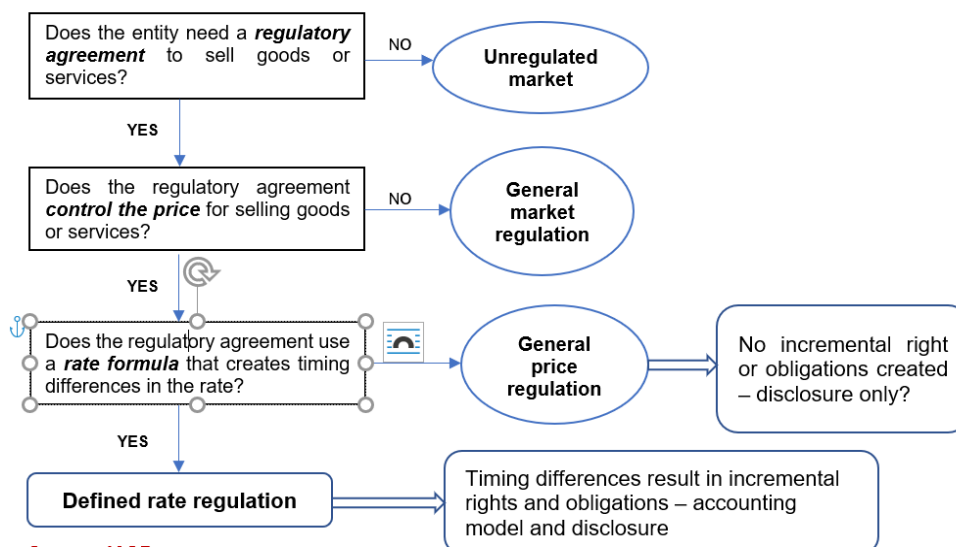 Does the entity need a regulatory
agreement to sell goods or
services?
NO
Unregulated
market
YES
Does the regulatory agreement
control the price for selling goods
or services?
NO
General
market
regulation
YES
Does the regulatory agreement use
a rate formula that creates timing
differences in the rate?
General
price
regulation
No incremental right
or obligations created
– disclosure only?
YES
Defined rate regulation
Timing differences result in incremental
rights and obligations – accounting
model and disclosure